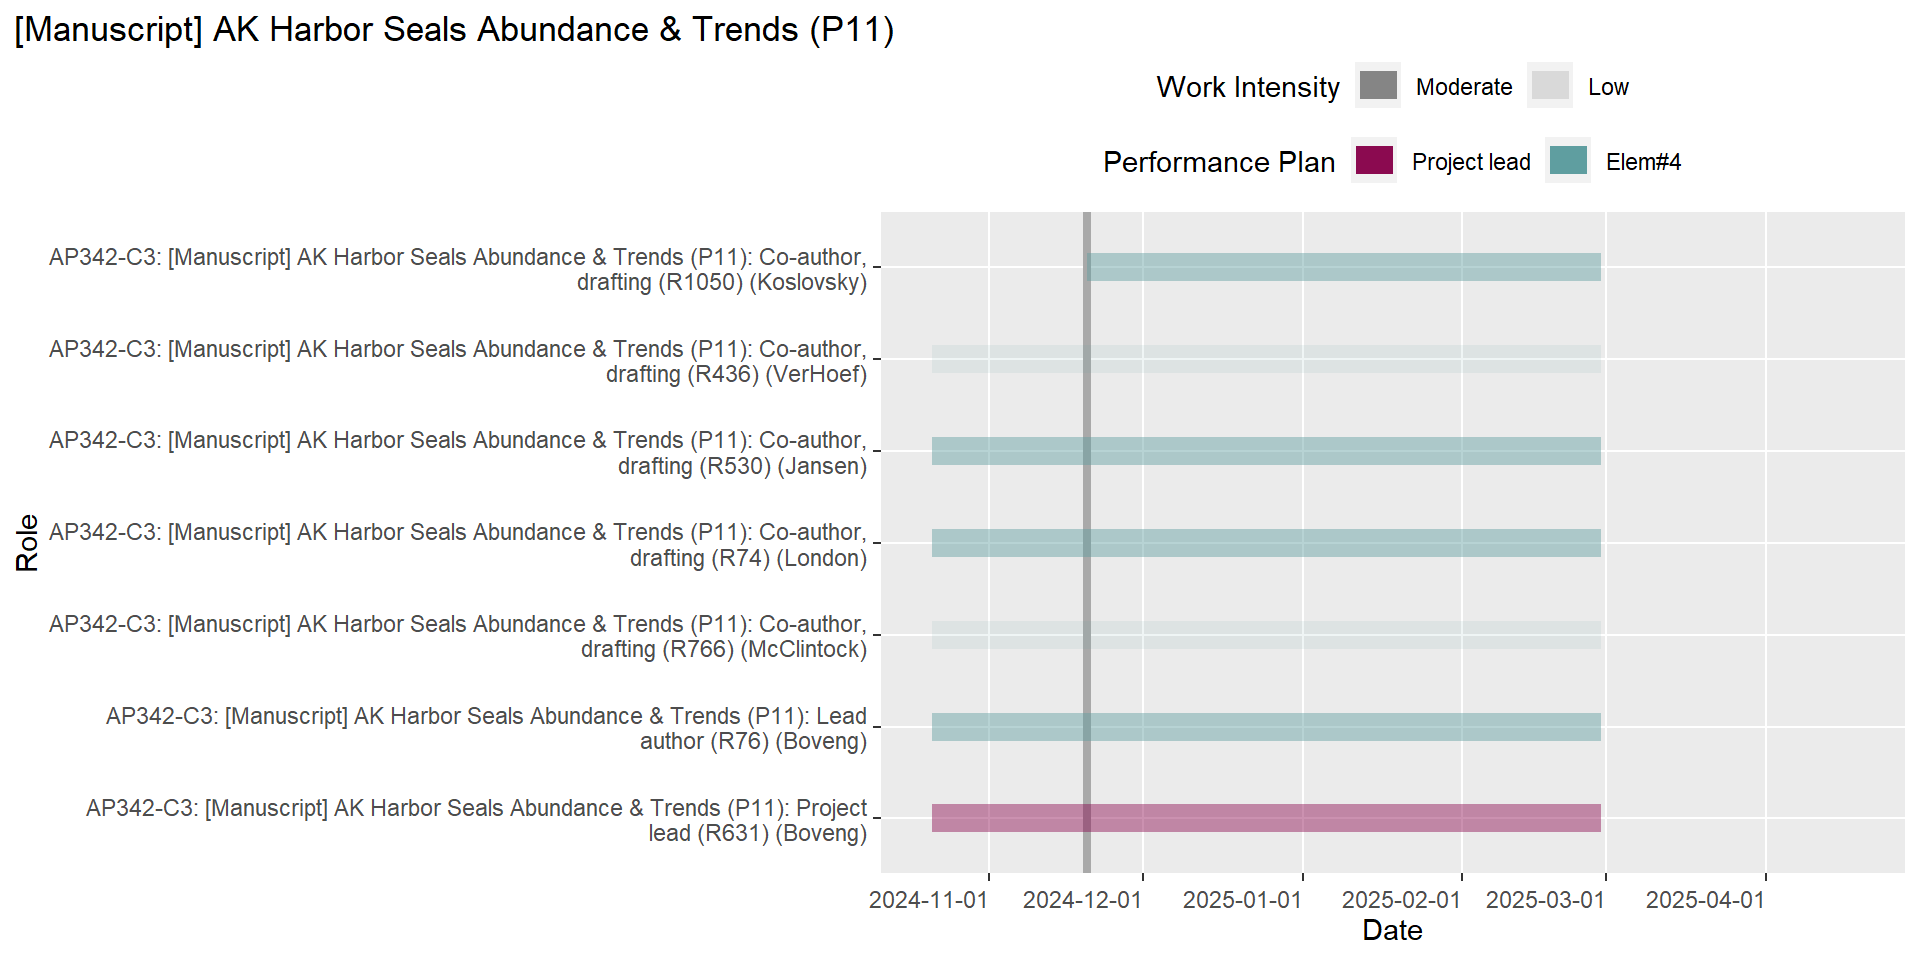 [Manuscript] AK Harbor Seals Abundance & Trends (P11)
Work Intensity Moderate Low
Performance Plan Project lead Elem#4
AP342-C3: [Manuscript] AK Harbor Seals Abundance & Trends (P11): Co-author,
drafting (R1050) (Koslovsky)
AP342-C3: [Manuscript] AK Harbor Seals Abundance & Trends (P11): Co-author,
drafting (R436) (VerHoef)
AP342-C3: [Manuscript] AK Harbor Seals Abundance & Trends (P11): Co-author,
drafting (R530) (Jansen)
AP342-C3: [Manuscript] AK Harbor Seals Abundance & Trends (P11): Co-author,
drafting (R74) (London)
AP342-C3: [Manuscript] AK Harbor Seals Abundance & Trends (P11): Co-author,
drafting (R766) (McClintock)
AP342-C3: [Manuscript] AK Harbor Seals Abundance & Trends (P11): Lead
author (R76) (Boveng)
AP342-C3: [Manuscript] AK Harbor Seals Abundance & Trends (P11): Project
lead (R631) (Boveng)
Role
2024-11-01 2024-12-01 2025-01-01 2025-02-01 2025-03-01 2025-04-01
Date